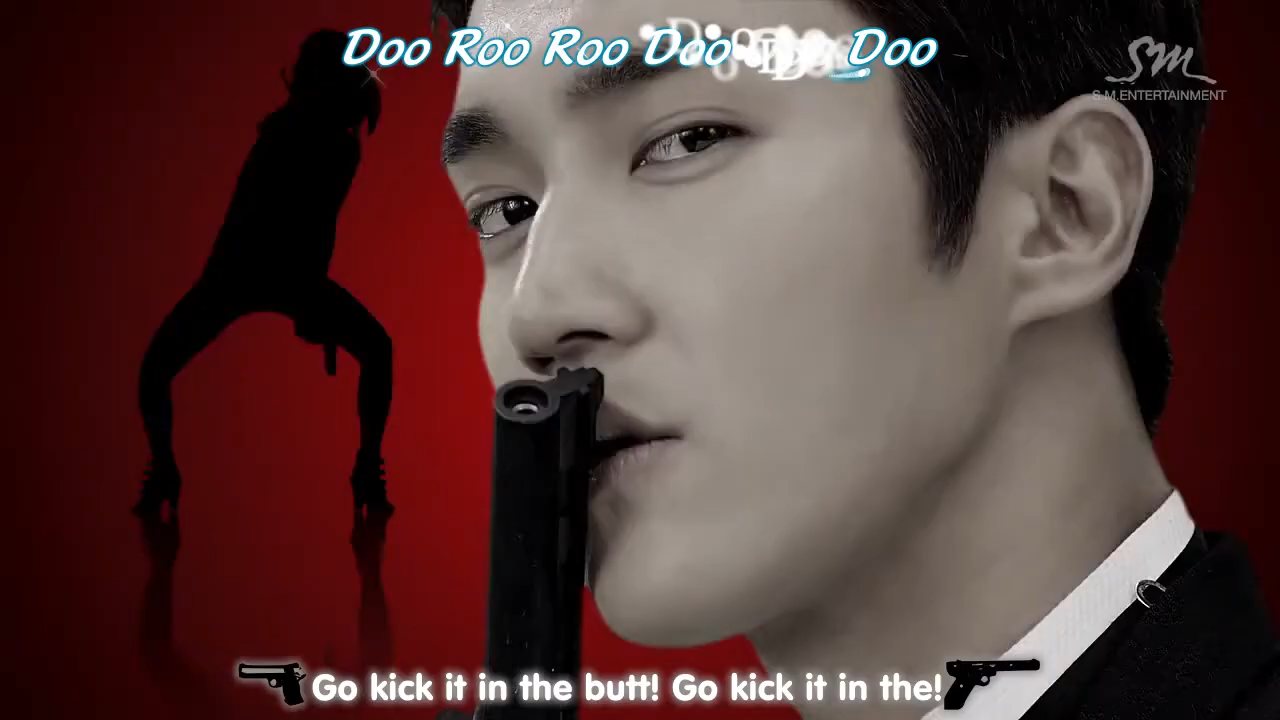 Doo Roo Roo Doo Doo
SM
S.M.ENTERTAINMENT
Go kick it in the butt! Go kick it in the!